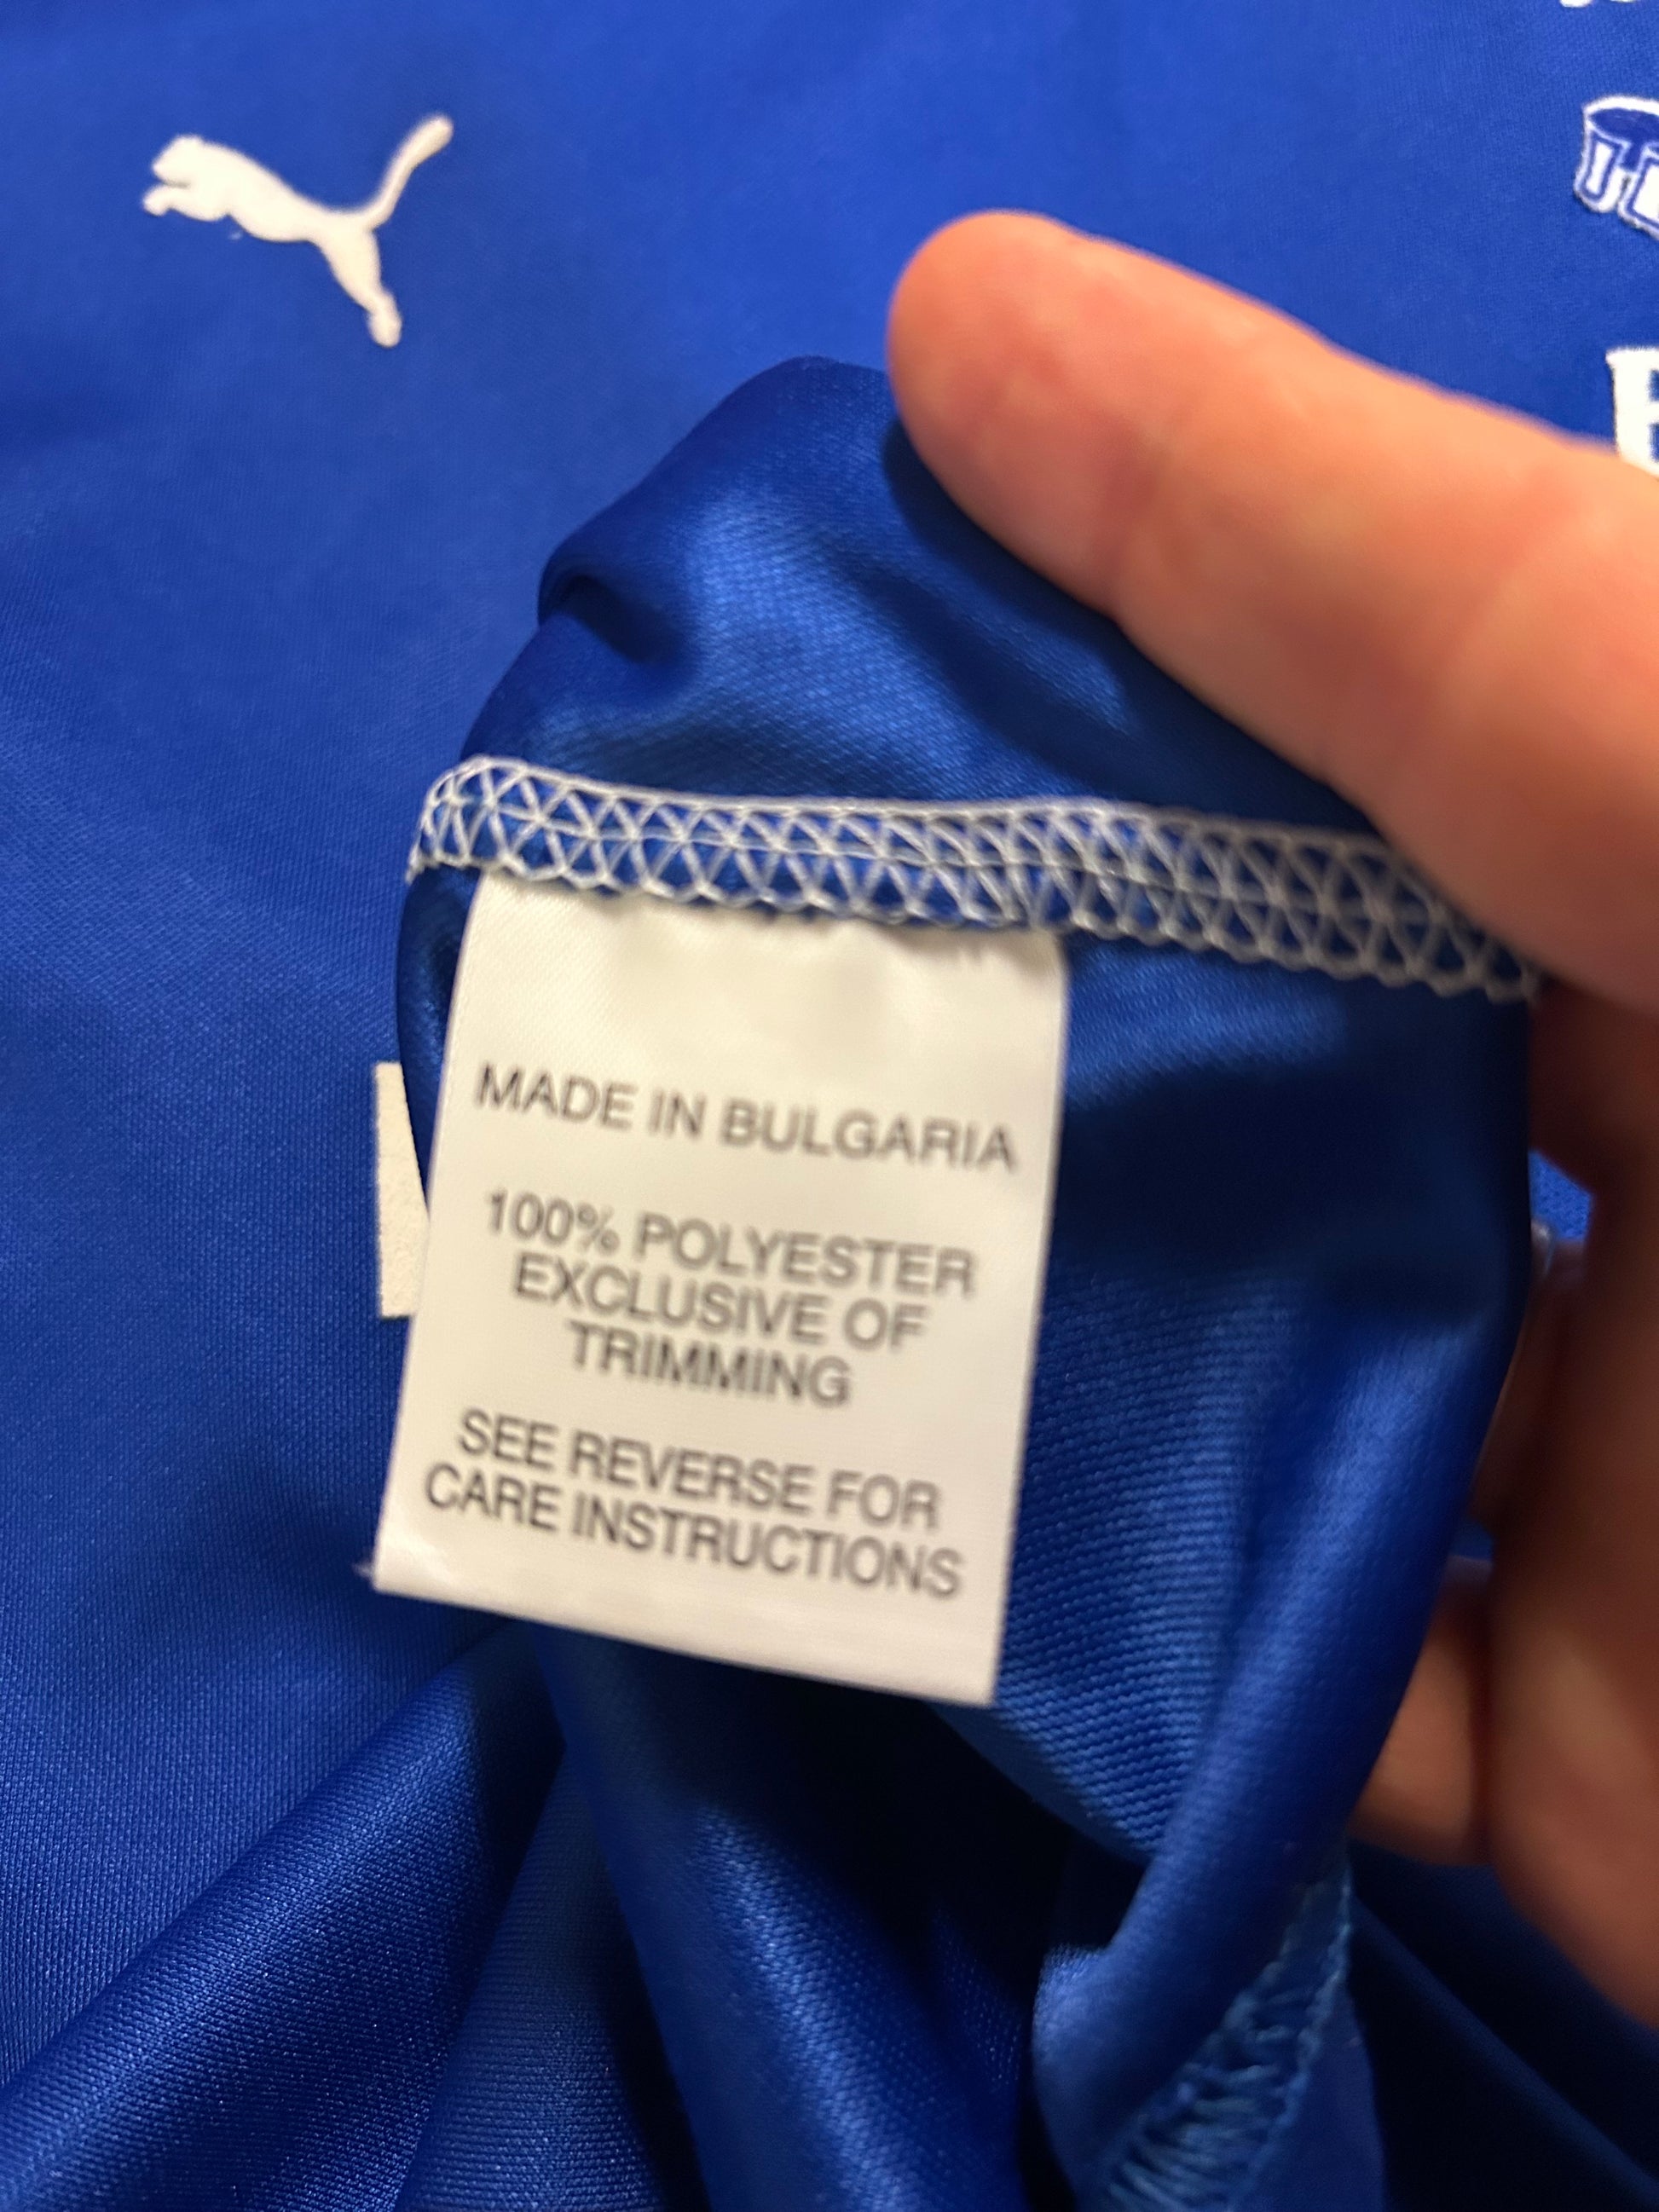 MADE IN BULGARIA
100% POLYESTER
EXCLUSIVE OF
TRIMMING
SEE REVERSE FOR
CARE INSTRUCTIONS